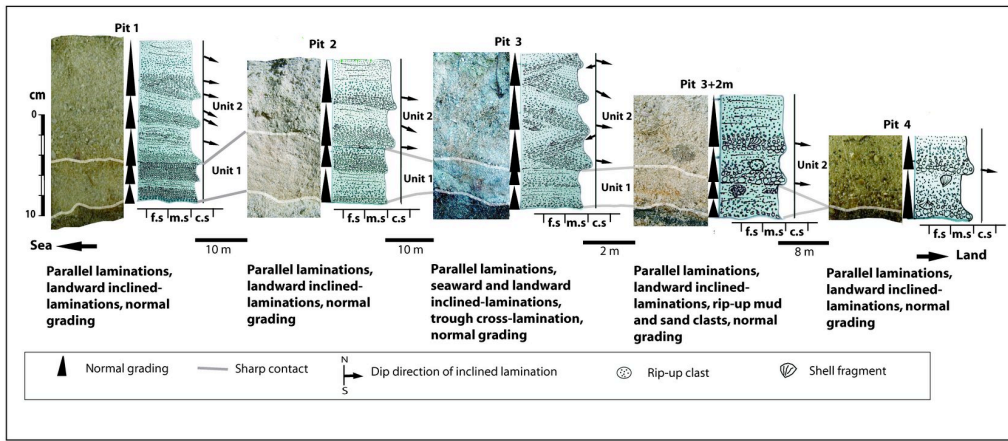 Pit 1
Pit 2
Pit 3
Pit 3+2m
Pit 4
cm
0
10
Unit 2
Unit 1
Unit 2
Unit 1
Unit 2
Unit 1
Unit 2
f.s m.s c.s
f.s m.s c.s
f.s m.s c.s
f.s m.s c.s
f.s m.s c.s
Sea
10 m
10 m
2 m
8 m
Land
Parallel laminations,
landward inclined-
laminations, normal
grading
Parallel laminations,
landward inclined-
laminations, normal
grading
Parallel laminations,
seaward and landward
inclined-laminations,
trough cross-lamination,
normal grading
Parallel laminations,
landward inclined-
laminations, rip-up mud
and sand clasts, normal
grading
Parallel laminations,
landward inclined-
laminations, normal
grading
Normal grading
Sharp contact
N
S
Dip direction of inclined lamination
Rip-up clast
Shell fragment